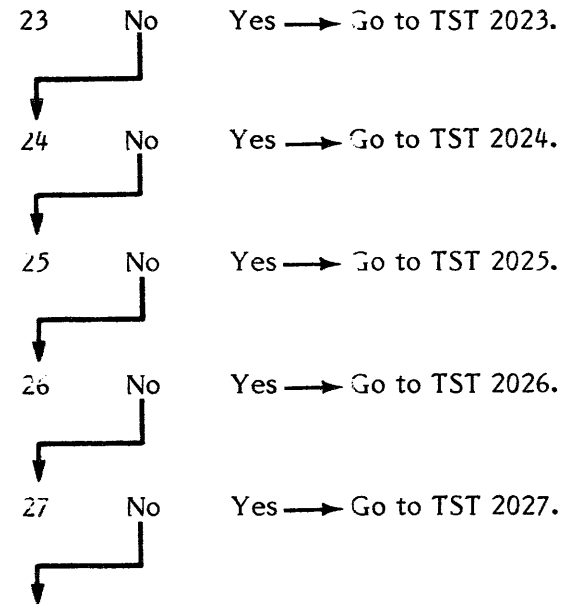 23 No Yes Go to TST 2023.
24 No Yes Go to TST 2024.
25 No Yes Go to TST 2025.
26 No Yes Go to TST 2026.
27 No Yes Go to TST 2027.